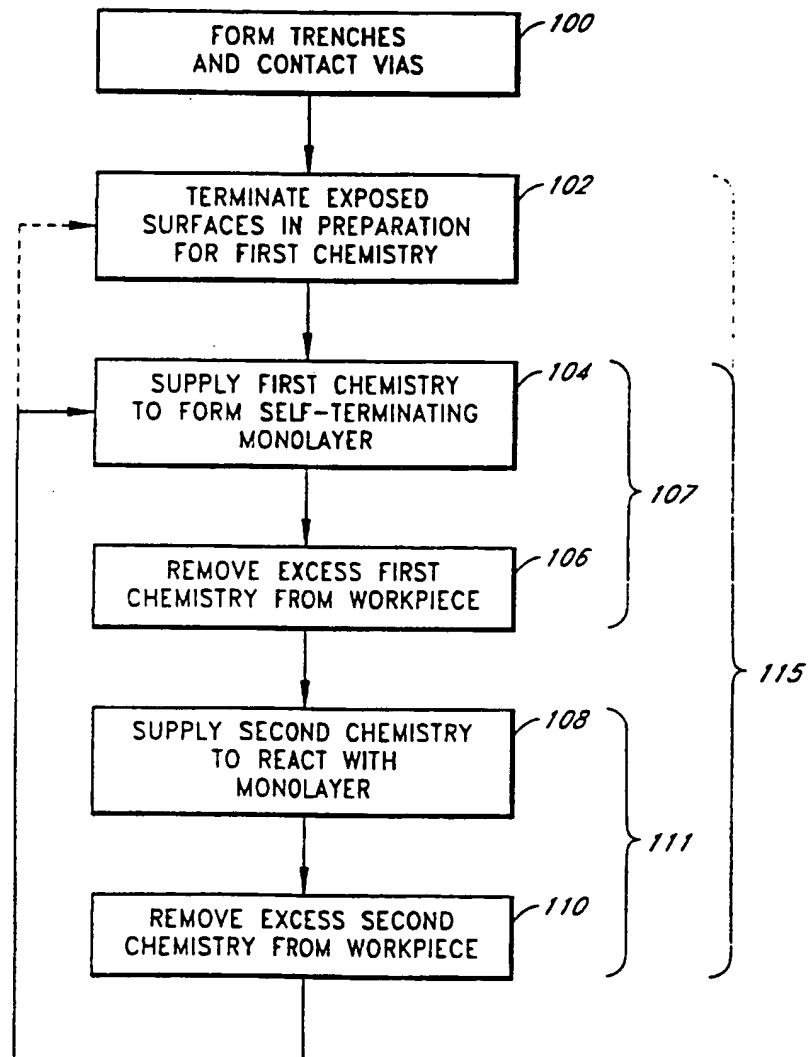 FORM TRENCHES
AND CONTACT VIAS
100
TERMINATE EXPOSED
SURFACES IN PREPARATION
FOR FIRST CHEMISTRY
102
SUPPLY FIRST CHEMISTRY
TO FORM SELF-TERMINATING
MONOLAYER
104
107
REMOVE EXCESS FIRST
CHEMISTRY FROM WORKPIECE
106
115
SUPPLY SECOND CHEMISTRY
TO REACT WITH
MONOLAYER
108
111
REMOVE EXCESS SECOND
CHEMISTRY FROM WORKPIECE
110